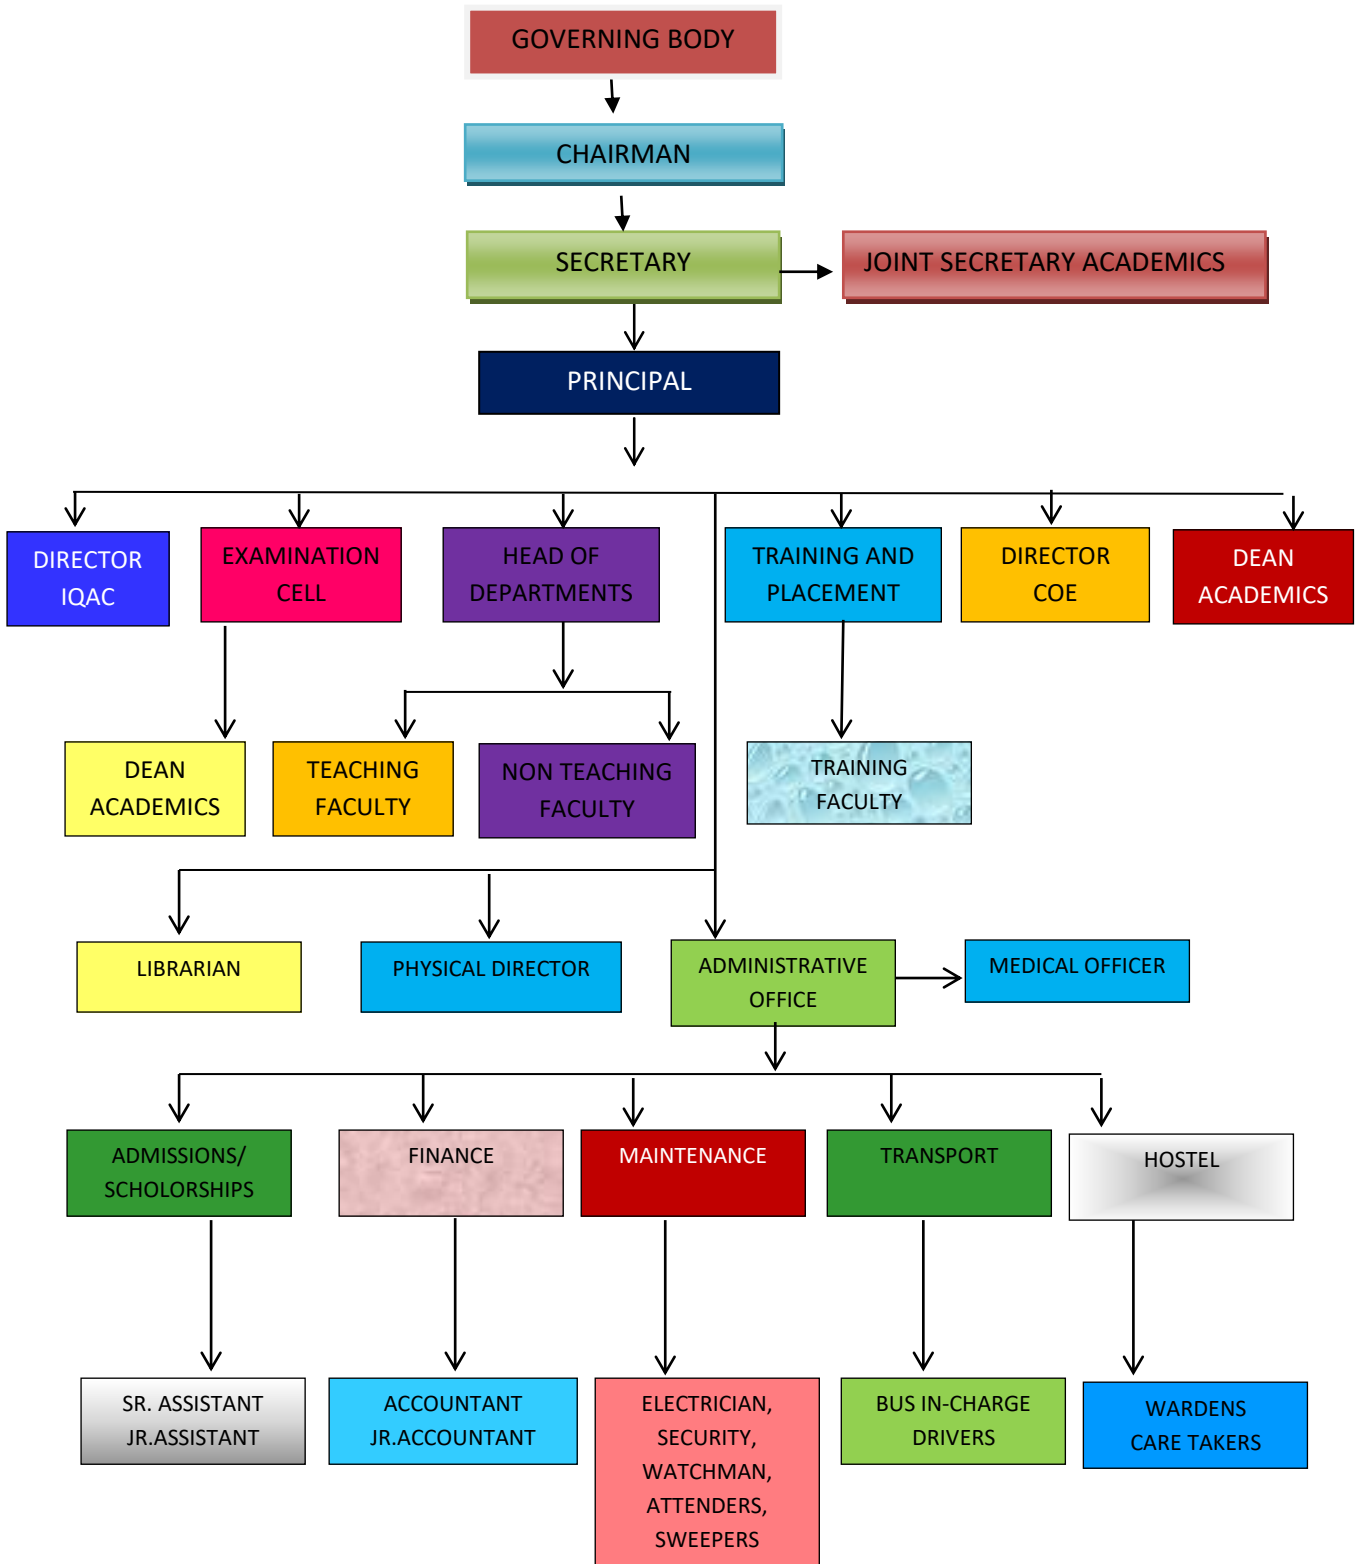 GOVERNING BODY
CHAIRMAN
SECRETARY
JOINT SECRETARY ACADEMICS
PRINCIPAL
DIRECTOR
IQAC
EXAMINATION
CELL
HEAD OF
DEPARTMENTS
TRAINING AND
PLACEMENT
DIRECTOR
COE
DEAN
ACADEMICS
DEAN
ACADEMICS
TEACHING
FACULTY
NON TEACHING
FACULTY
TRAINING
FACULTY
LIBRARIAN
PHYSICAL DIRECTOR
ADMINISTRATIVE
OFFICE
MEDICAL OFFICER
ADMISSIONS/
SCHOLORSHIPS
FINANCE
MAINTENANCE
TRANSPORT
HOSTEL
SR. ASSISTANT
JR.ASSISTANT
ACCOUNTANT
JR.ACCOUNTANT
ELECTRICIAN,
SECURITY,
WATCHMAN,
ATTENDERS,
SWEEPERS
BUS IN-CHARGE
DRIVERS
WARDENS
CARE TAKERS